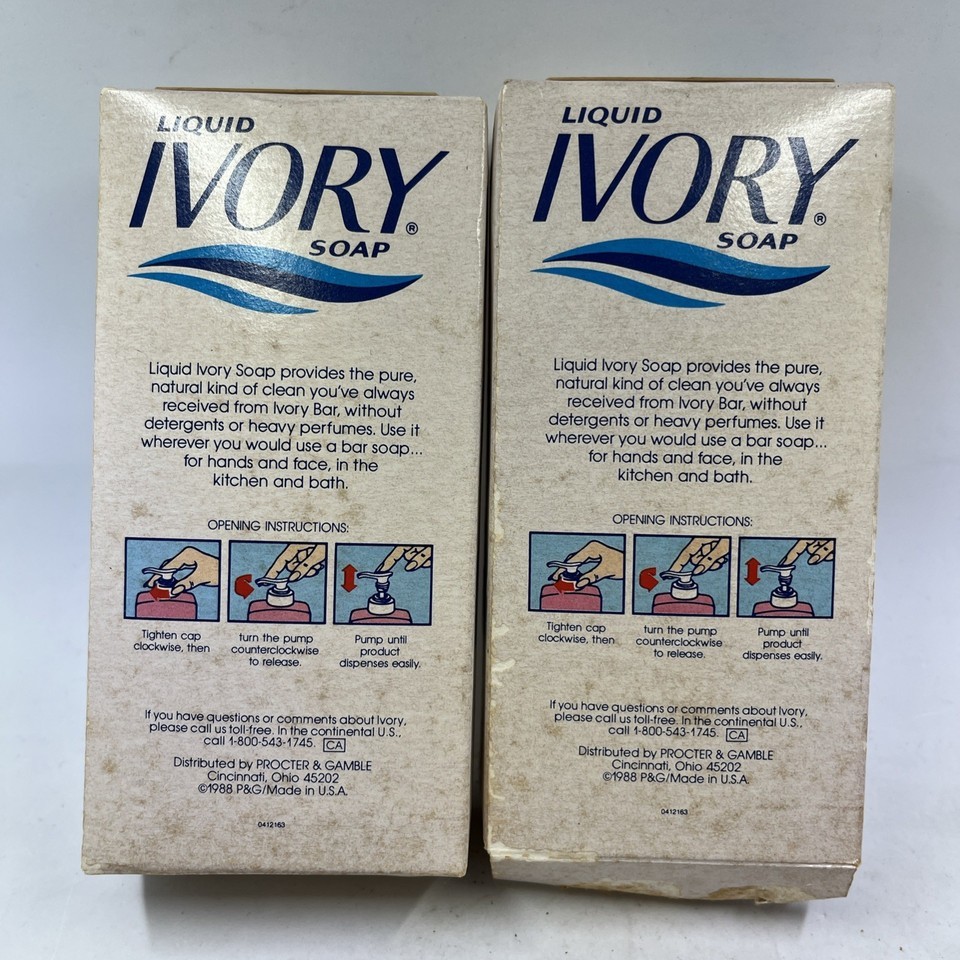 LIQUID
IVORY®
SOAP
Liquid Ivory Soap provides the pure,
natural kind of clean you've always
received from Ivory Bar, without
detergents or heavy perfumes. Use it
wherever you would use a bar soap...
for hands and face, in the
kitchen and bath.
OPENING INSTRUCTIONS:
Tighten cap
clockwise, then
turn the pump
counterclockwise
to release.
Pump until
product
dispenses easily.
If you have questions or comments about Ivory,
please call us toll-free. In the continental U.S.,
call 1-800-543-1745. CA
Distributed by PROCTER & GAMBLE
Cincinnati, Ohio 45202
©1988 P&G/Made in U.S.A.
0412163
LIQUID
IVORY®
SOAP
Liquid Ivory Soap provides the pure,
natural kind of clean you've always
received from Ivory Bar, without
detergents or heavy perfumes. Use it
wherever you would use a bar soap...
for hands and face, in the
kitchen and bath.
OPENING INSTRUCTIONS:
Tighten cap
clockwise, then
turn the pump
counterclockwise
to release.
Pump until
product
dispenses easily.
If you have questions or comments about Ivory,
please call us toll-free. In the continental U.S.,
call 1-800-543-1745. CA
Distributed by PROCTER & GAMBLE
Cincinnati, Ohio 45202
©1988 P&G/Made in U.S.A.
0412163